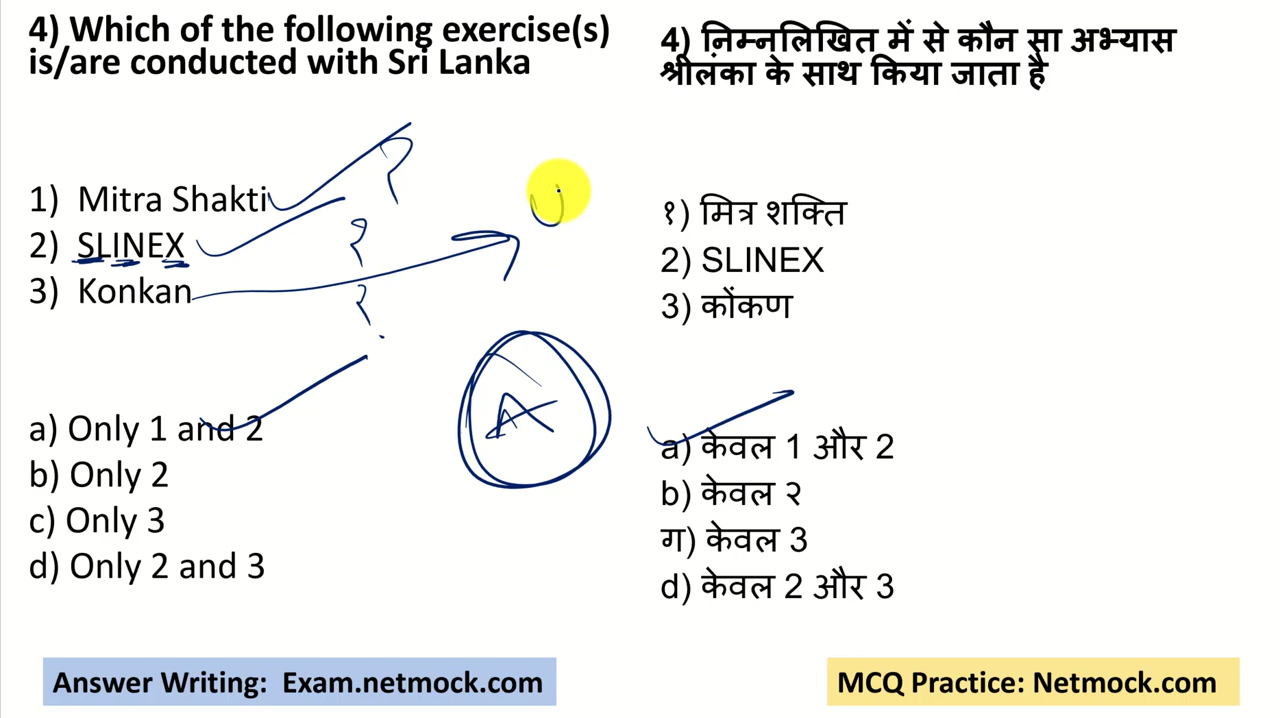 4) Which of the following exercise(s)
is/are conducted with Sri Lanka
1) Mitra Shakti
2) SLINEX
3) Konkan
a) Only 1 and 2
b) Only 2
c) Only 3
d) Only 2 and 3
A
4) निम्नलिखित में से कौन सा अभ्यास
श्रीलंका के साथ किया जाता है
१) मित्र शक्ति
2) SLINEX
3) कोंकण
a) केवल 1 और 2
b) केवल २
ग) केवल 3
d) केवल 2 और 3
Answer Writing: Exam.netmock.com
MCQ Practice: Netmock.com